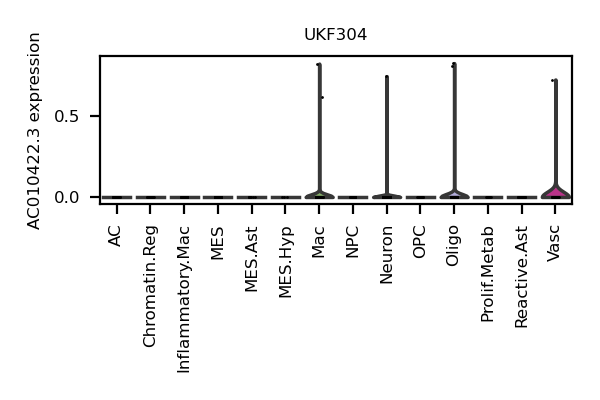 UKF304
AC010422.3 expression
0.5
0.0
AC
Chromatin.Reg
Inflammatory.Mac
MES
MES.Ast
MES.Hyp
Mac
NPC
Neuron
OPC
Oligo
Prolif.Metab
Reactive.Ast
Vasc